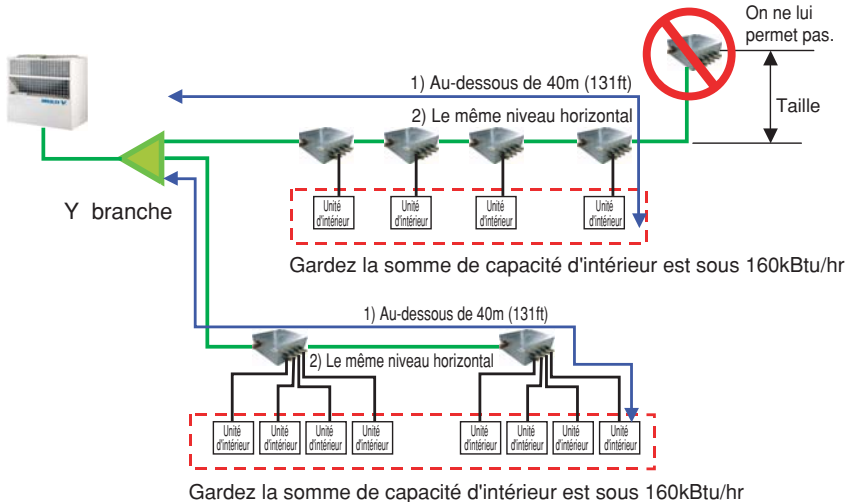 On ne lui
permet pas.
1) Au-dessous de 40m (131ft)
Taille
2) Le même niveau horizontal
Unité
d'intérieur
Unité
d'intérieur
Unité
d'intérieur
Unité
d'intérieur
Y branche
Gardez la somme de capacité d'intérieur est sous 160kBtu/hr
1) Au-dessous de 40m (131ft)
2) Le même niveau horizontal
Unité
d'intérieur
Unité
d'intérieur
Unité
d'intérieur
Unité
d'intérieur
Unité
d'intérieur
Unité
d'intérieur
Unité
d'intérieur
Unité
d'intérieur
Gardez la somme de capacité d'intérieur est sous 160kBtu/hr